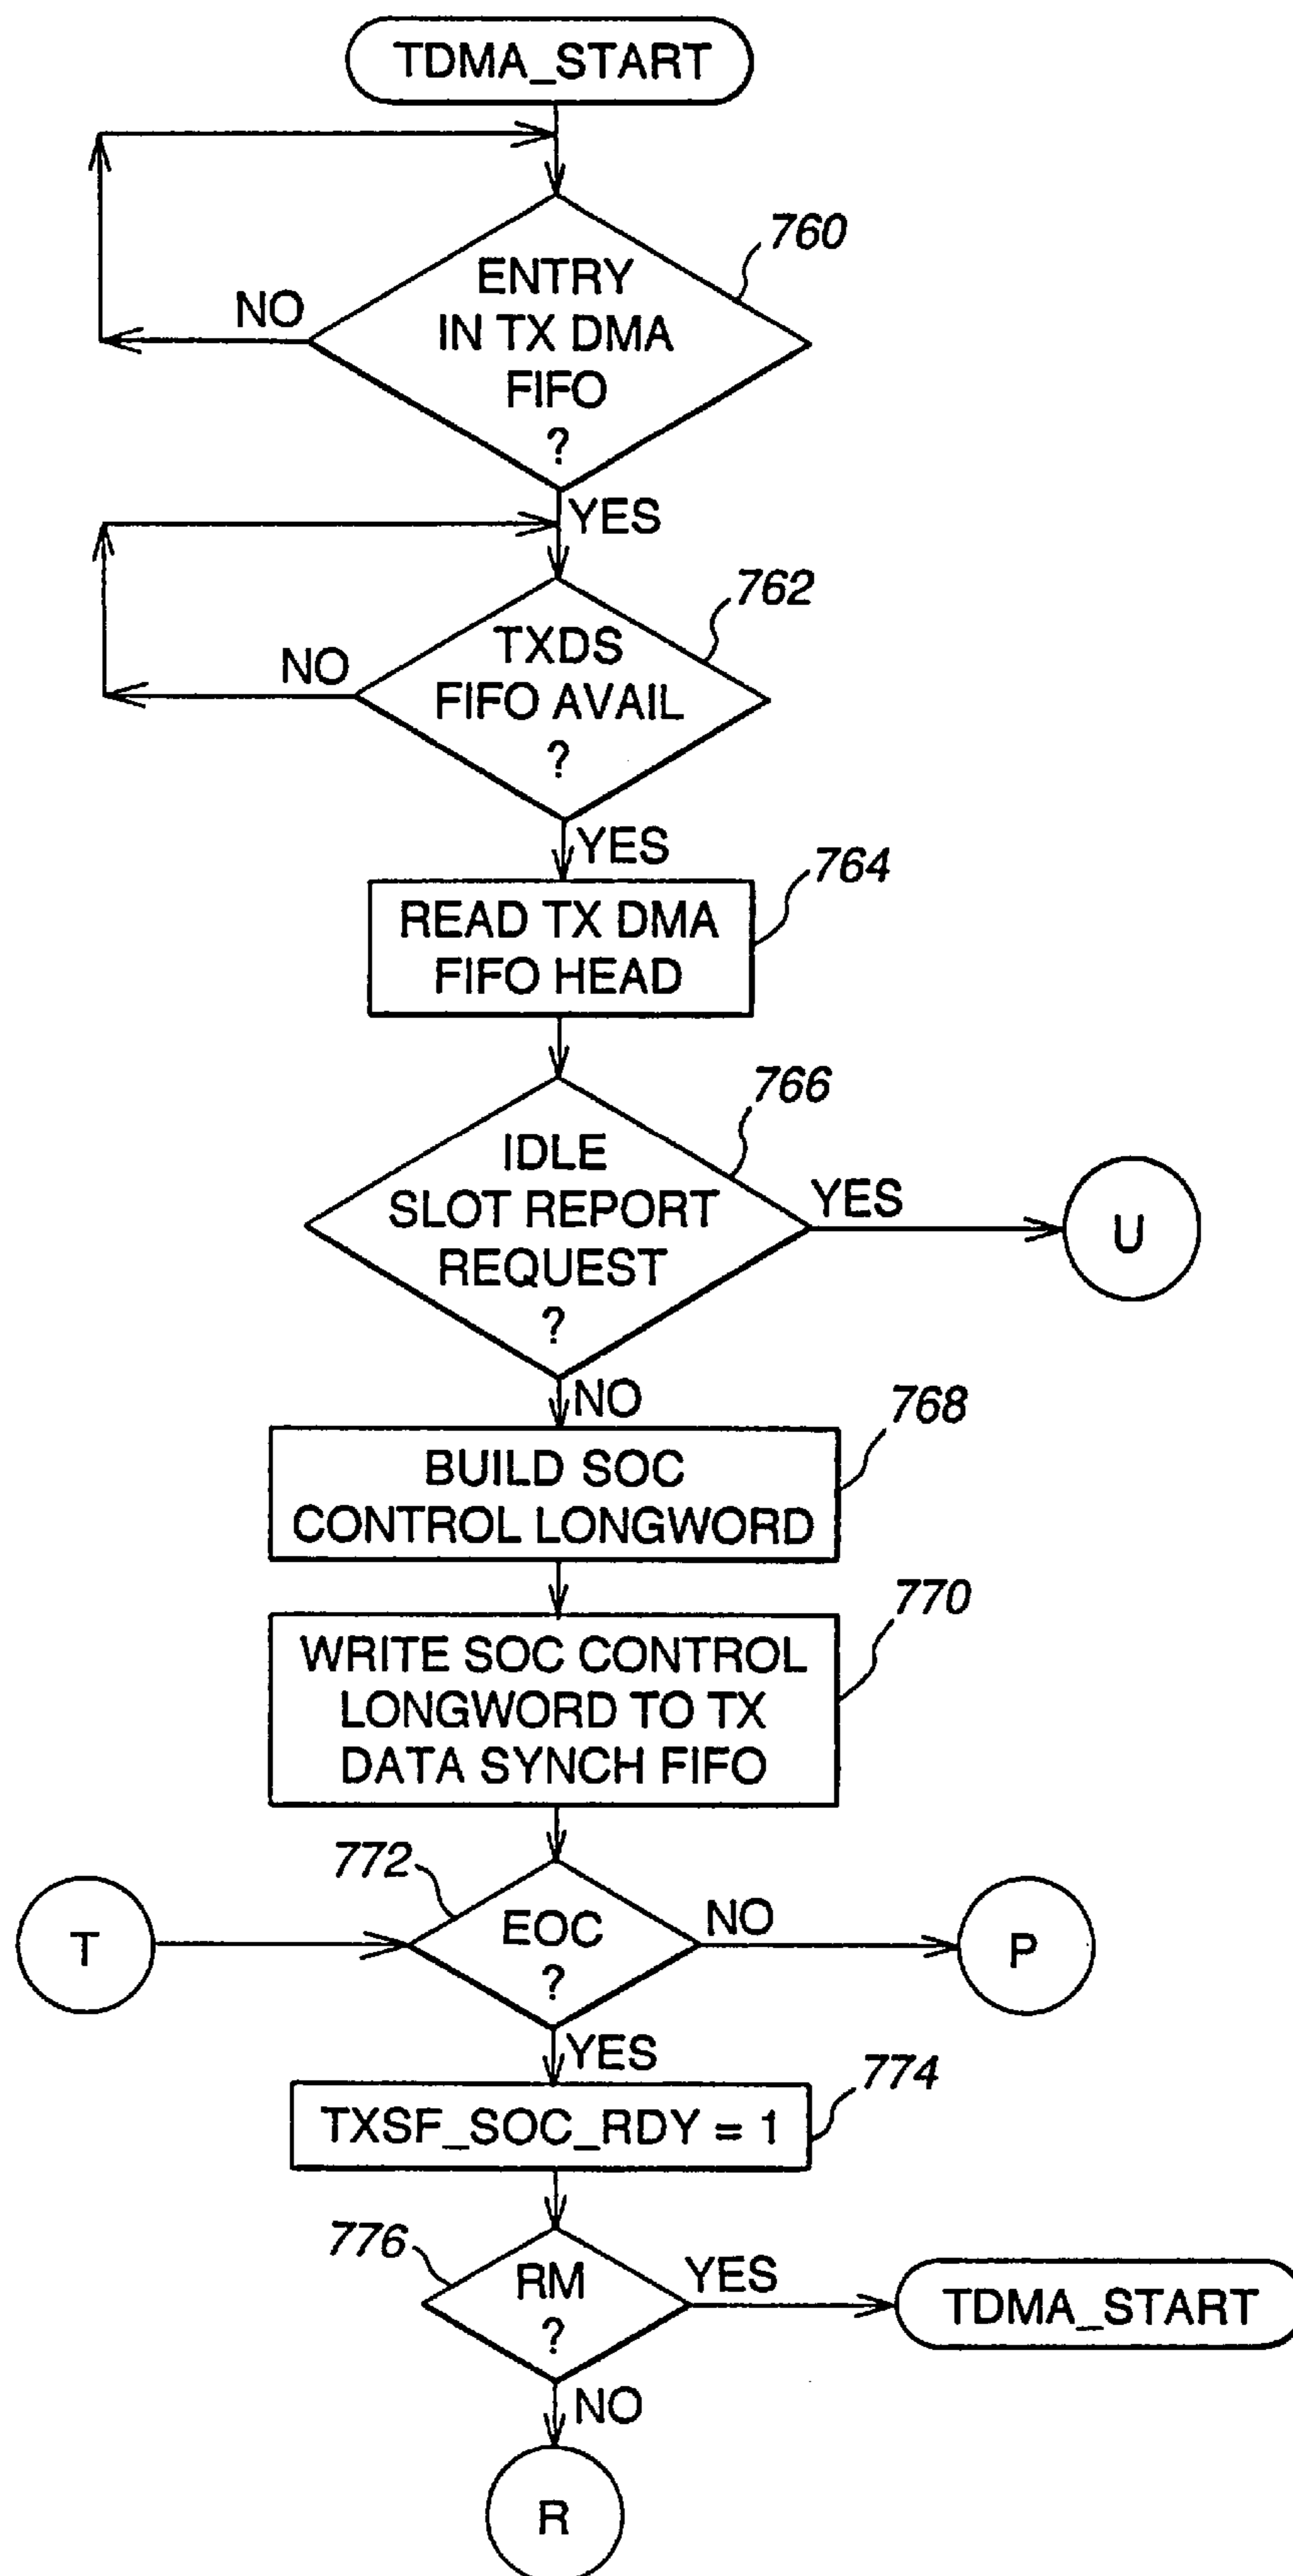 TDMA_START
760
ENTRY
IN TX DMA
FIFO
?
NO
YES
762
TXDS
FIFO AVAIL
?
NO
YES
764
READ TX DMA
FIFO HEAD
766
IDLE
SLOT REPORT
REQUEST
?
YES
U
NO
768
BUILD SOC
CONTROL LONGWORD
770
WRITE SOC CONTROL
LONGWORD TO TX
DATA SYNCH FIFO
772
T
EOC
?
NO
P
YES
774
TXSF_SOC_RDY = 1
776
RM
?
YES
TDMA_START
NO
R